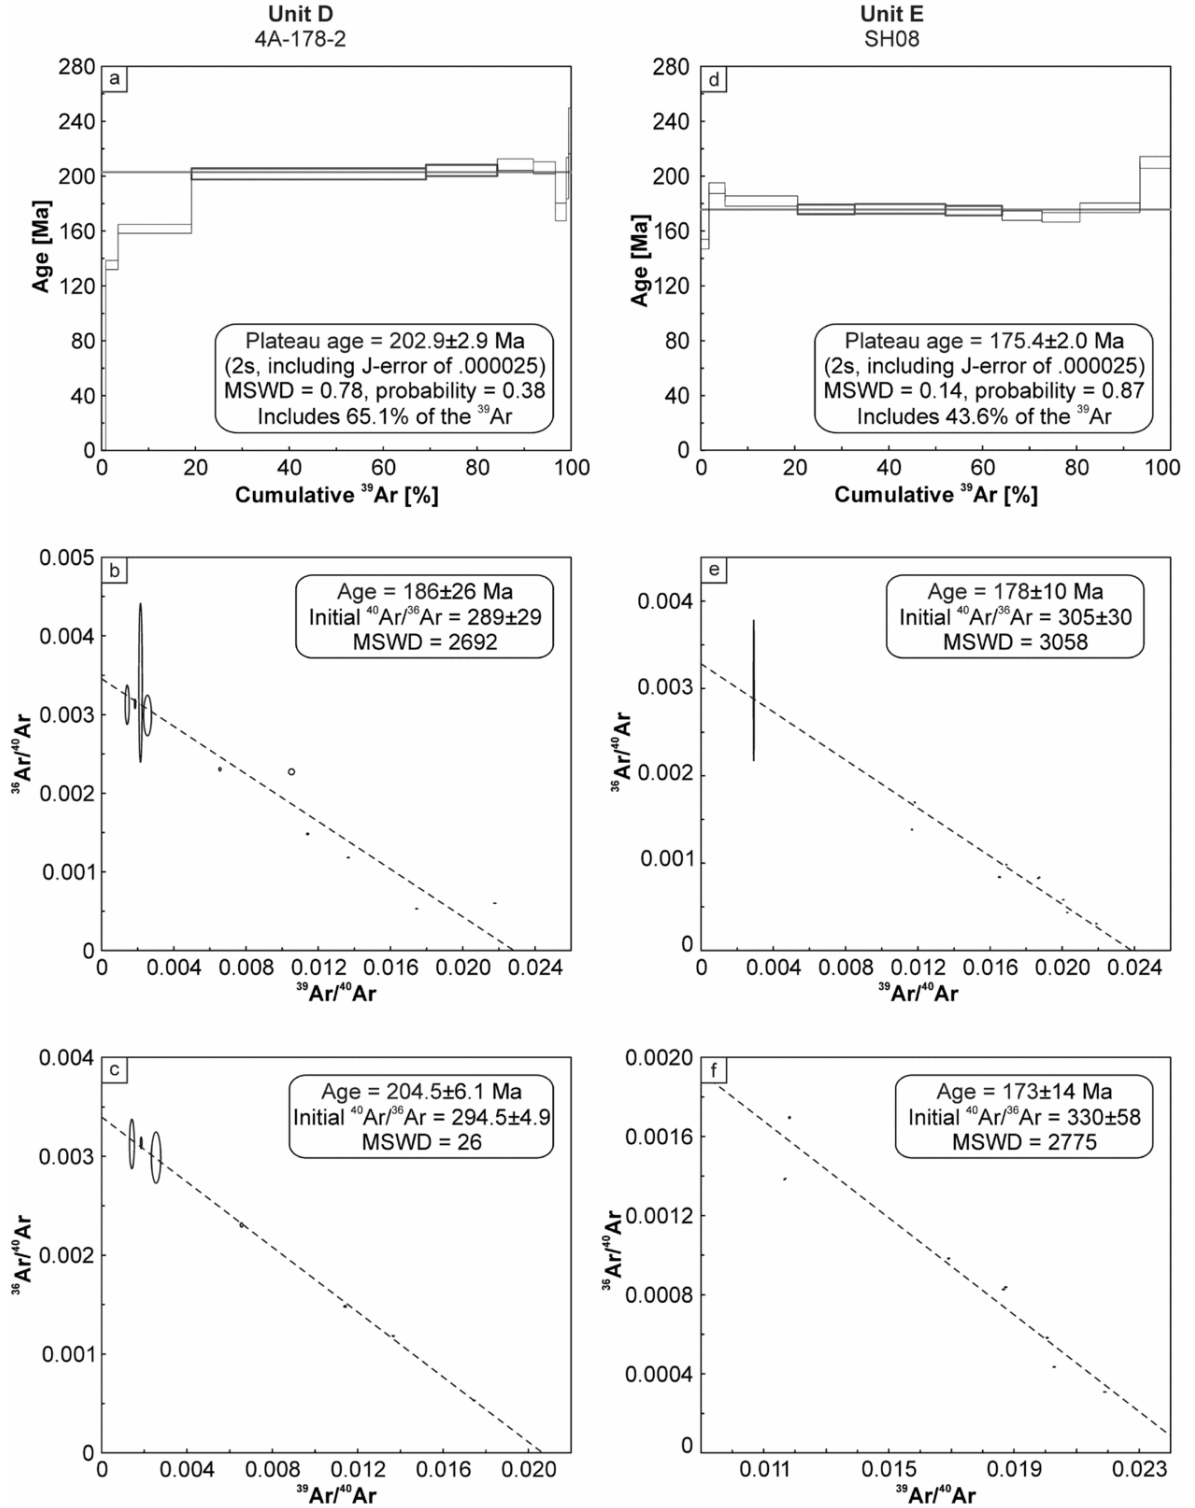 Unit D
4A-178-2
a
280
240
200
160
120
80
40
0
Age [Ma]
Plateau age = 202.9±2.9 Ma
(2s, including J-error of .000025)
MSWD = 0.78, probability = 0.38
Includes 65.1% of the ³⁹Ar
0 20 40 60 80 100
Cumulative ³⁹Ar [%]
Unit E
SH08
d
280
240
200
160
120
80
40
0
Age [Ma]
Plateau age = 175.4±2.0 Ma
(2s, including J-error of .000025)
MSWD = 0.14, probability = 0.87
Includes 43.6% of the ³⁹Ar
0 20 40 60 80 100
Cumulative ³⁹Ar [%]
b
0.005
0.004
0.003
0.002
0.001
0
³⁶Ar/⁴⁰Ar
Age = 186±26 Ma
Initial ⁴⁰Ar/³⁶Ar = 289±29
MSWD = 2692
0 0.004 0.008 0.012 0.016 0.020 0.024
³⁹Ar/⁴⁰Ar
e
0.004
0.003
0.002
0.001
0
³⁶Ar/⁴⁰Ar
Age = 178±10 Ma
Initial ⁴⁰Ar/³⁶Ar = 305±30
MSWD = 3058
0 0.004 0.008 0.012 0.016 0.020 0.024
³⁹Ar/⁴⁰Ar
c
0.004
0.003
0.002
0.001
0
³⁶Ar/⁴⁰Ar
Age = 204.5±6.1 Ma
Initial ⁴⁰Ar/³⁶Ar = 294.5±4.9
MSWD = 26
0 0.004 0.008 0.012 0.016 0.020
³⁹Ar/⁴⁰Ar
f
0.0020
0.0016
0.0012
0.0008
0.0004
0
³⁶Ar/⁴⁰Ar
Age = 173±14 Ma
Initial ⁴⁰Ar/³⁶Ar = 330±58
MSWD = 2775
0.011 0.015 0.019 0.023
³⁹Ar/⁴⁰Ar